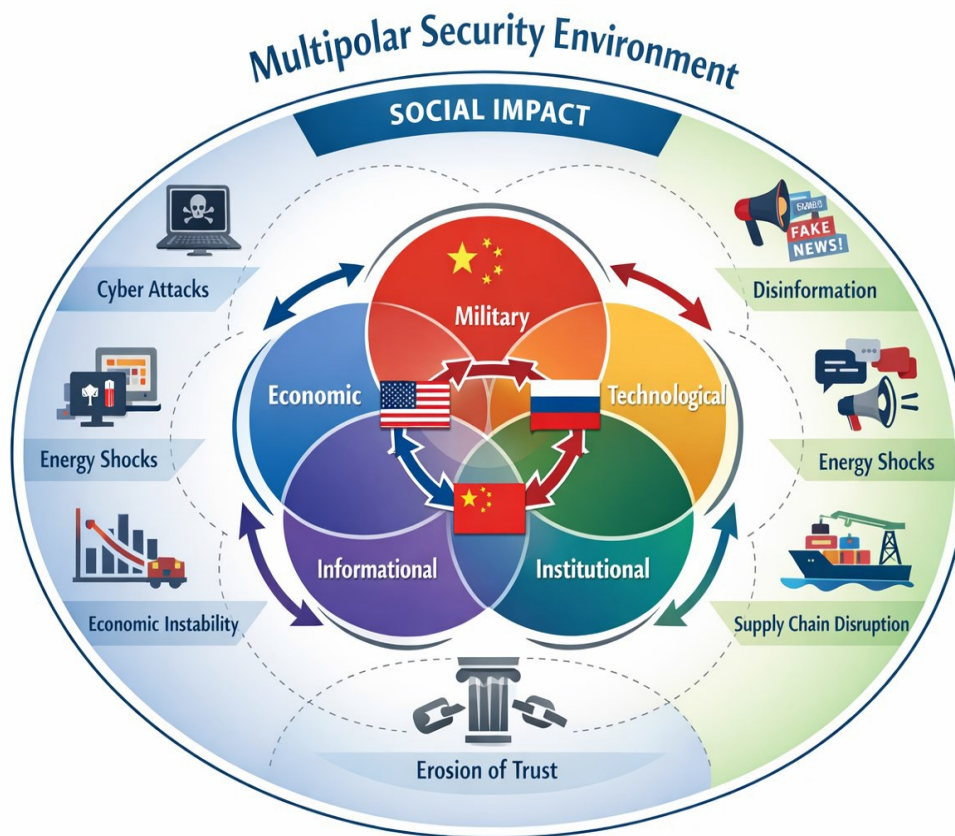 Multipolar Security Environment
SOCIAL IMPACT
Cyber Attacks
FAKE
NEWS!
Disinformation
Military
Economic
Technological
Energy Shocks
Energy Shocks
Informational
Institutional
Economic Instability
Supply Chain Disruption
Erosion of Trust